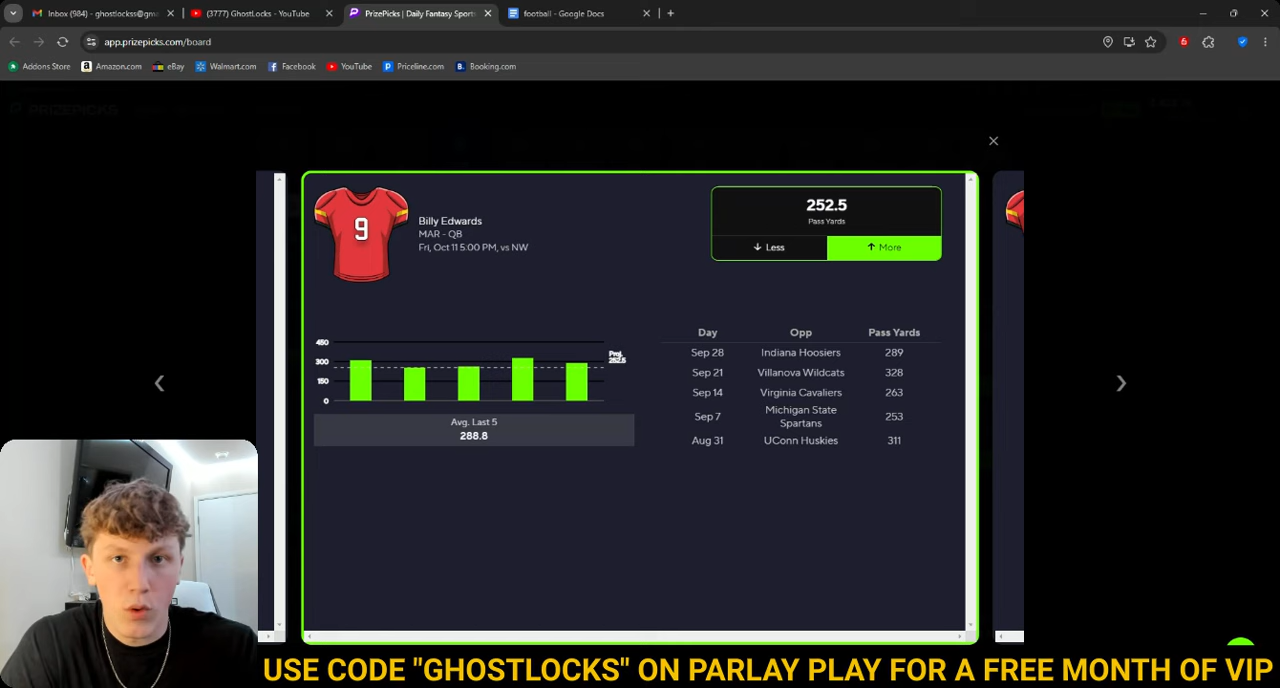 Inbox (984) - ghostlockss@gm
(3777) GhostLocks - YouTube
PrizePicks | Daily Fantasy Sport
football - Google Docs
app.prizepicks.com/board
6
Addons Store
Amazon.com
eBay
Walmart.com
Facebook
YouTube
Priceline.com
Booking.com
PRIZEPICKS
9
Billy Edwards
MAR - QB
Fri, Oct 11 5:00 PM, vs NW
252.5
Pass Yards
↓ Less
↑ More
450
300
150
0
Proj.
252.5
Avg. Last 5
288.8
Day Opp Pass Yards
Sep 28 Indiana Hoosiers 289
Sep 21 Villanova Wildcats 328
Sep 14 Virginia Cavaliers 263
Sep 7 Michigan State Spartans 253
Aug 31 UConn Huskies 311
USE CODE "GHOSTLOCKS" ON PARLAY PLAY FOR A FREE MONTH OF VIP